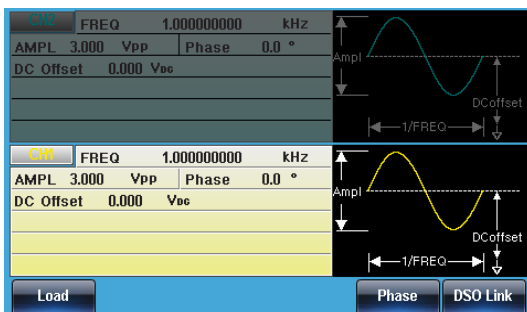 CH2 FREQ 1.000000000 kHz
AMPL 3.000 Vpp Phase 0.0 °
DC Offset 0.000 VDC
Ampl
DCoffset
1/FREQ
CH1 FREQ 1.000000000 kHz
AMPL 3.000 Vpp Phase 0.0 °
DC Offset 0.000 VDC
Ampl
DCoffset
1/FREQ
Load Phase DSO Link